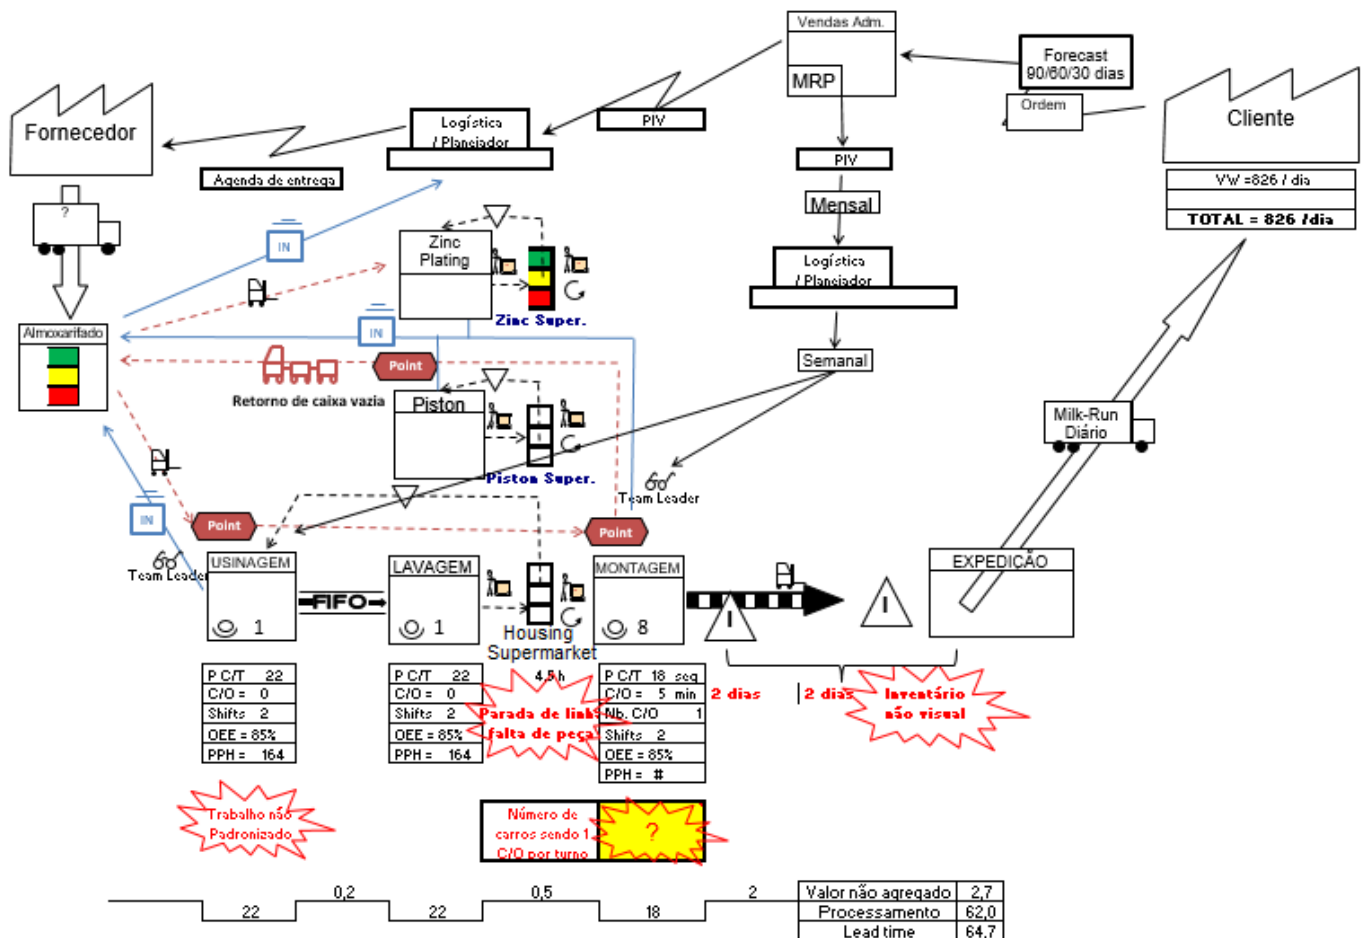 Vendas Adm.
MRP
Forecast
90/60/30 dias
Ordem
Cliente
VW =826 / dia
TOTAL = 826 /dia
Fornecedor
?
Logística
/ Planejador
PIV
Agenda de entrega
PIV
Mensal
Logística
/ Planejador
Semanal
IN
Zinc
Plating
Zinc Super.
IN
Almoxarifado
Point
Retorno de caixa vazia
Piston
Piston Super.
Milk-Run
Diário
Team Leader
IN
Point
Point
Team Leader
USINAGEM
1
FIFO
LAVAGEM
1
Housing
Supermarket
MONTAGEM
8
I
I
EXPEDIÇÃO
P C/T 22
C/O = 0
Shifts 2
OEE = 85%
PPH = 164
P C/T 22
C/O = 0
Shifts 2
OEE = 85%
PPH = 164
4,5 h
Parada de linh
falta de peça
P C/T 18 seq
C/O = 5 min
Nb. C/O 1
Shifts 2
OEE = 85%
PPH = #
2 dias
2 dias
Inventário
não visual
Trabalho não
Padronizado
Número de
carros sendo 1
C/O por turno
?
0,2
0,5
2
22
22
18
Valor não agregado 2,7
Processamento 62,0
Lead time 64,7